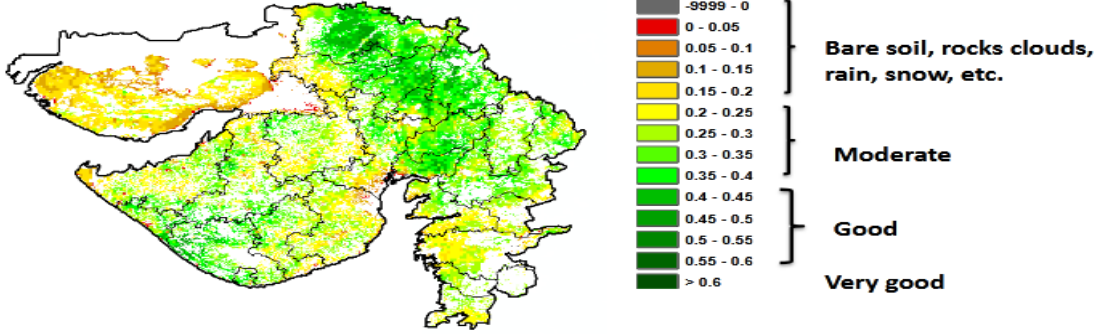 -9999 - 0
0 - 0.05
0.05 - 0.1
0.1 - 0.15
0.15 - 0.2
0.2 - 0.25
0.25 - 0.3
0.3 - 0.35
0.35 - 0.4
0.4 - 0.45
0.45 - 0.5
0.5 - 0.55
0.55 - 0.6
> 0.6
Bare soil, rocks clouds,
rain, snow, etc.
Moderate
Good
Very good